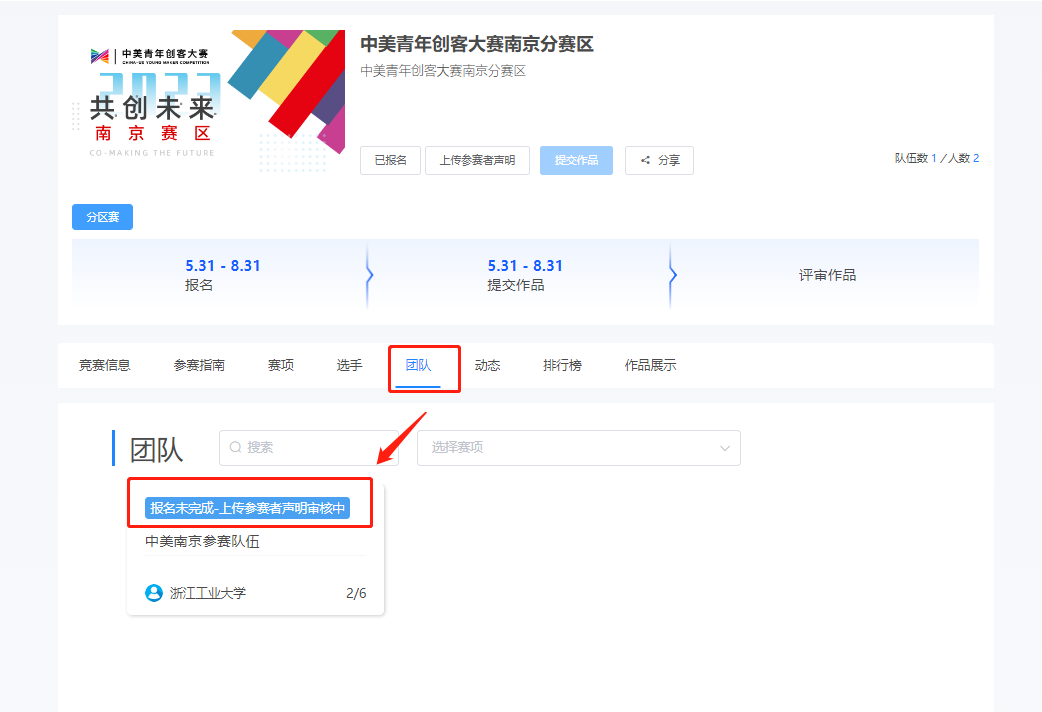 中美青年创客大赛
CHINA-US YOUNG MAKER COMPETITION
2023
共创未来
南京赛区
CO-MAKING THE FUTURE
中美青年创客大赛南京分赛区
中美青年创客大赛南京分赛区
已报名 上传参赛者声明 提交作品 分享
队伍数 1 / 人数 2
分区赛
5.31 - 8.31
报名
5.31 - 8.31
提交作品
评审作品
竞赛信息 参赛指南 赛项 选手 团队 动态 排行榜 作品展示
团队 搜索 选择赛项
报名未完成-上传参赛者声明审核中
中美南京参赛队伍
浙江工业大学 2/6